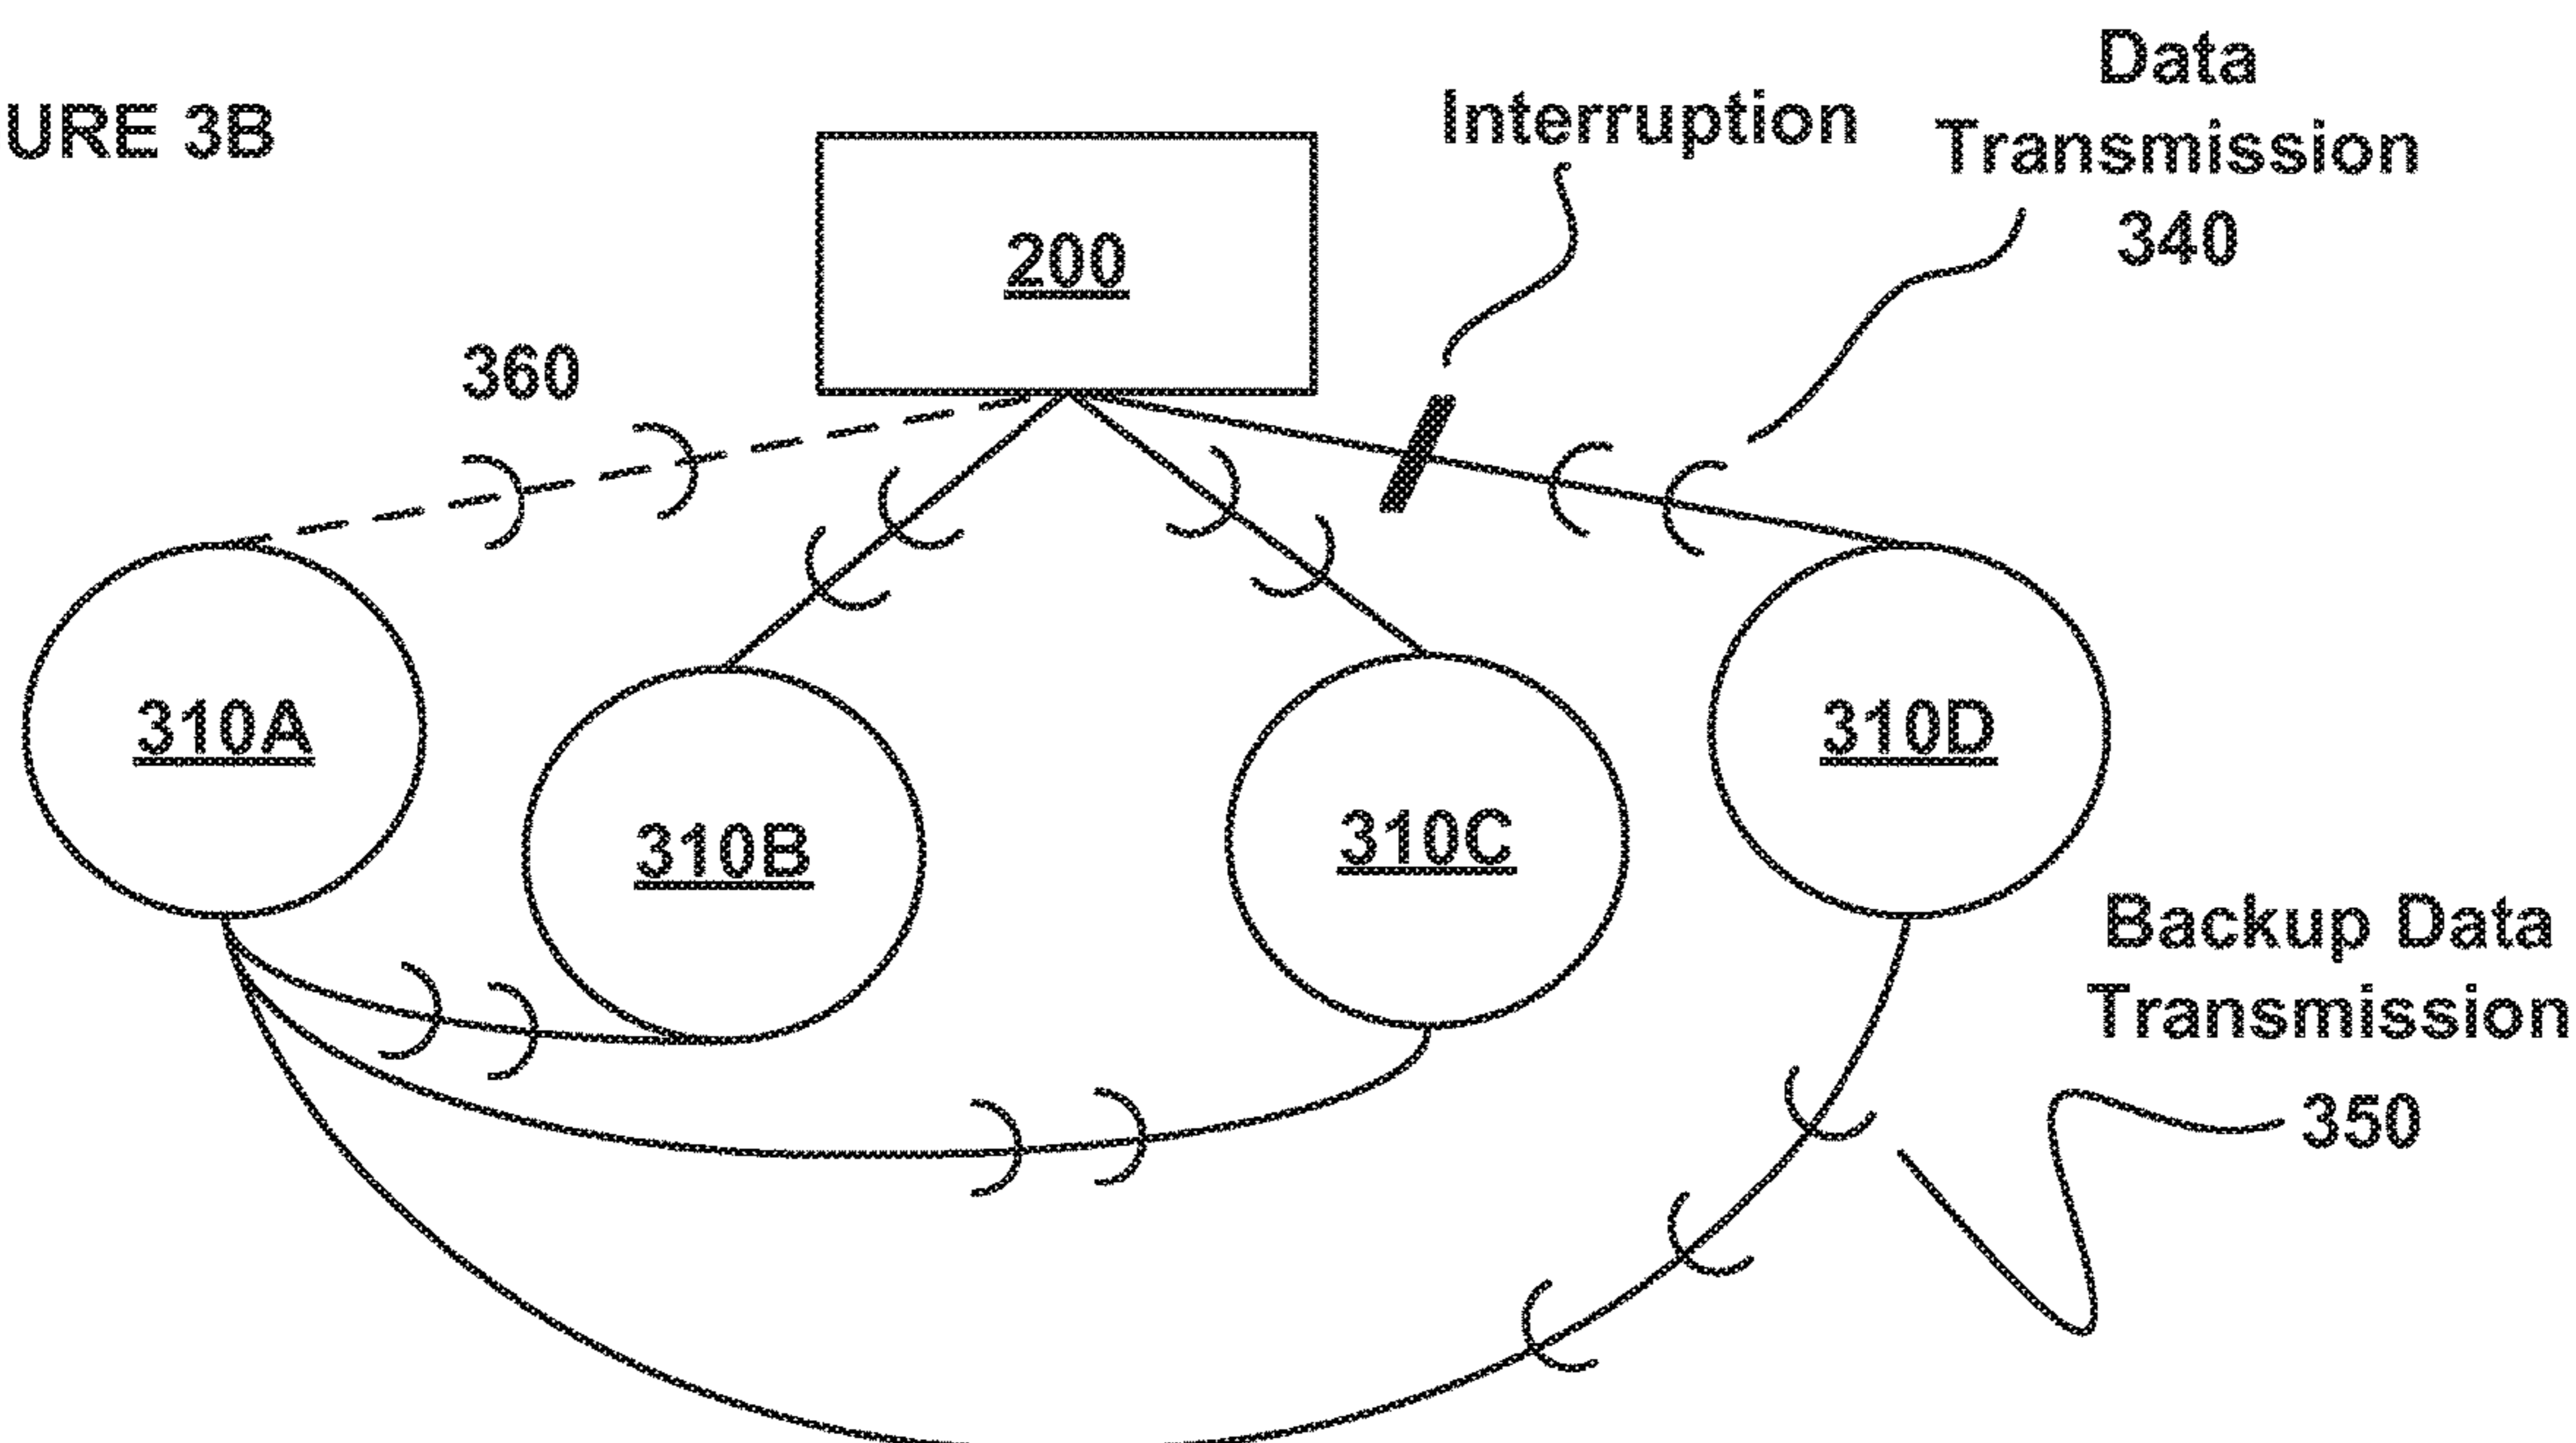 URE 3B
Interruption
Data
Transmission
340
200
360
310A
310B
310C
310D
Backup Data
Transmission
350